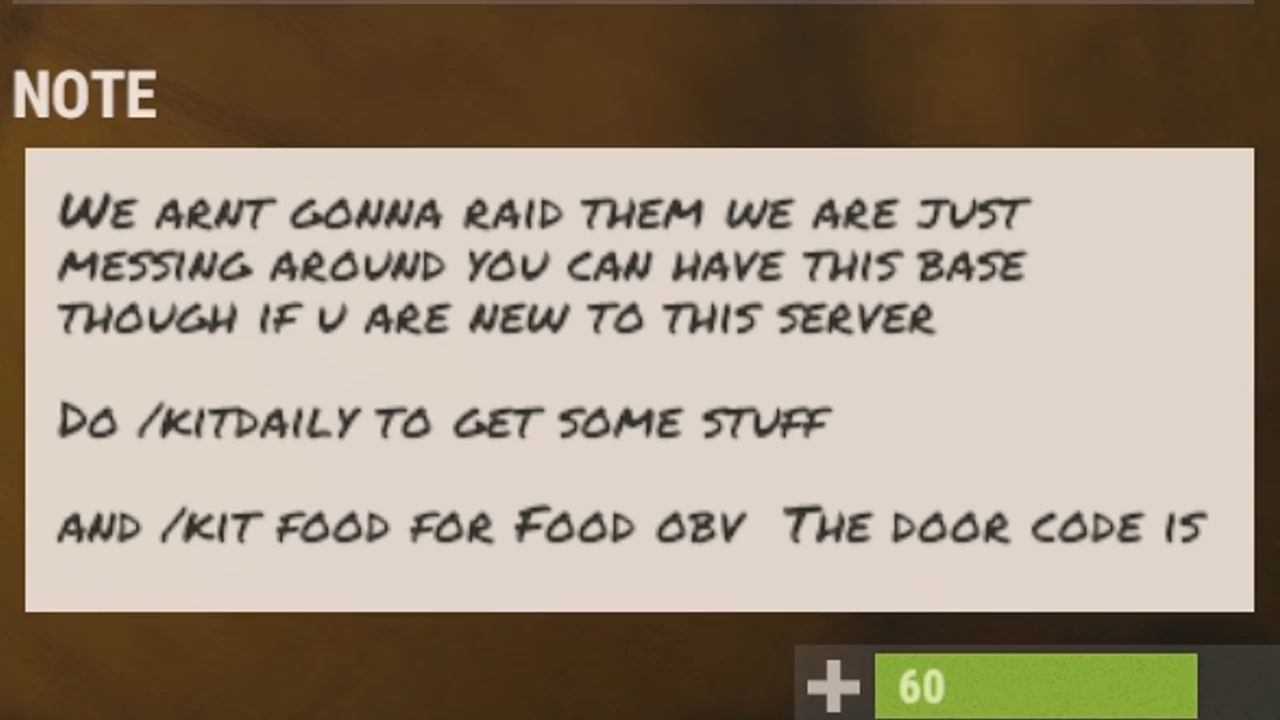 NOTE
WE ARNT GONNA RAID THEM WE ARE JUST
MESSING AROUND YOU CAN HAVE THIS BASE
THOUGH IF U ARE NEW TO THIS SERVER
DO /KITDAILY TO GET SOME STUFF
AND /KIT FOOD FOR FOOD OBV THE DOOR CODE IS
60